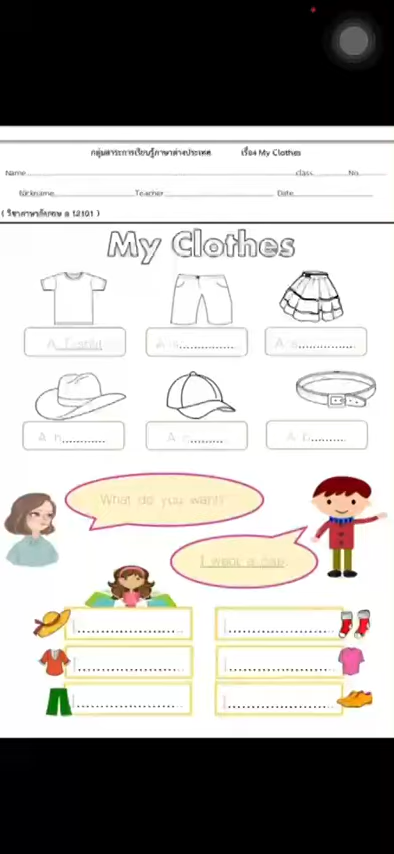 กลุ่มสาระการเรียนรู้ภาษาต่างประเทศ เรื่อง My Clothes
Name class No
Nickname Teacher Date
( วิชาภาษาอังกฤษ อ 12101 )
My Clothes
A T-shirt A s A s
A h A c A b
What do you want?
I want a cap.
I I
I I
I I